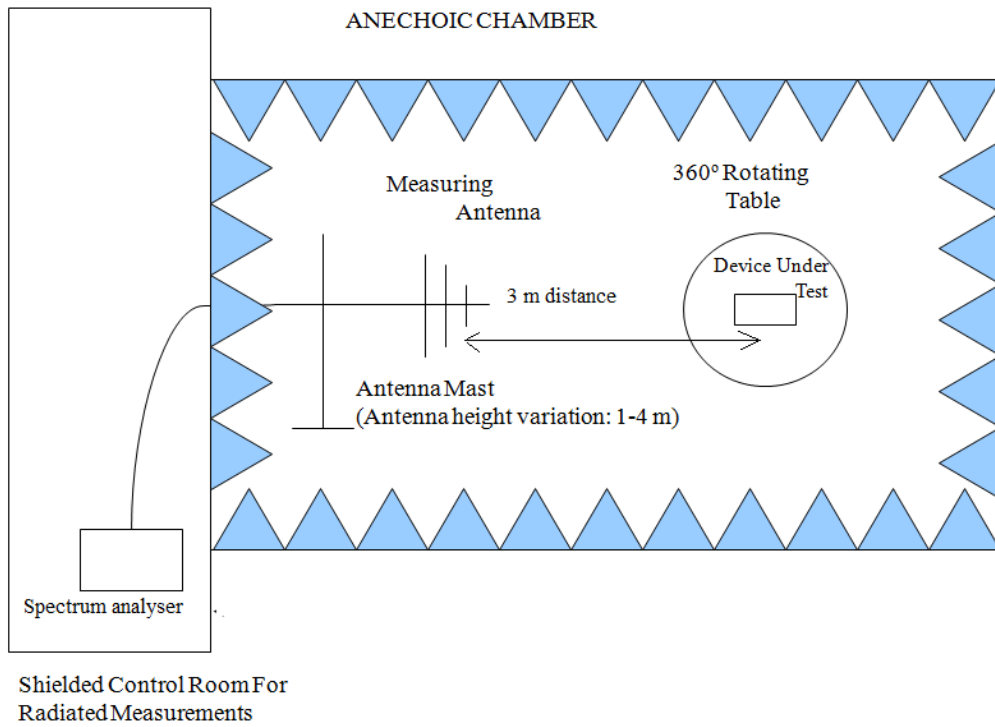 ANECHOIC CHAMBER
Measuring
Antenna
360º Rotating
Table
Device Under
Test
3 m distance
Antenna Mast
(Antenna height variation: 1-4 m)
Spectrum analyser
Shielded Control Room For
Radiated Measurements